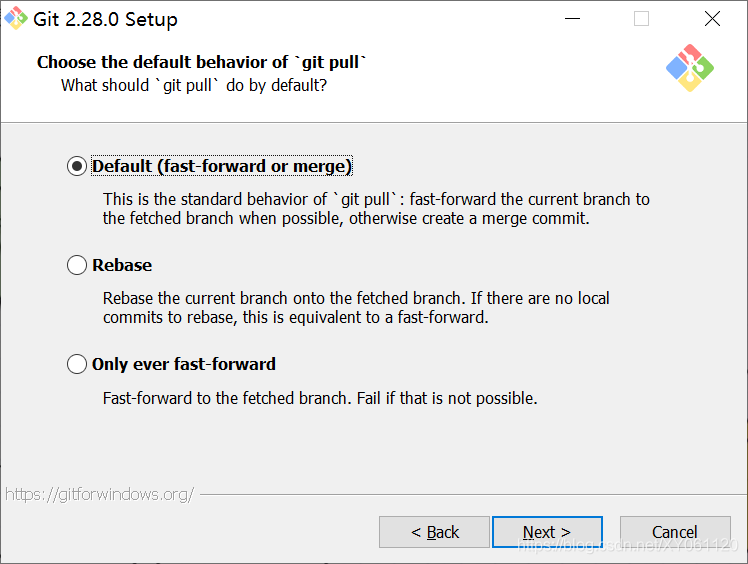 Git 2.28.0 Setup
Choose the default behavior of `git pull`
What should `git pull` do by default?
Default (fast-forward or merge)
This is the standard behavior of `git pull`: fast-forward the current branch to
the fetched branch when possible, otherwise create a merge commit.
Rebase
Rebase the current branch onto the fetched branch. If there are no local
commits to rebase, this is equivalent to a fast-forward.
Only ever fast-forward
Fast-forward to the fetched branch. Fail if that is not possible.
https://gitforwindows.org/
< Back
Next >
Cancel
https://blog.csdn.net/XY061120